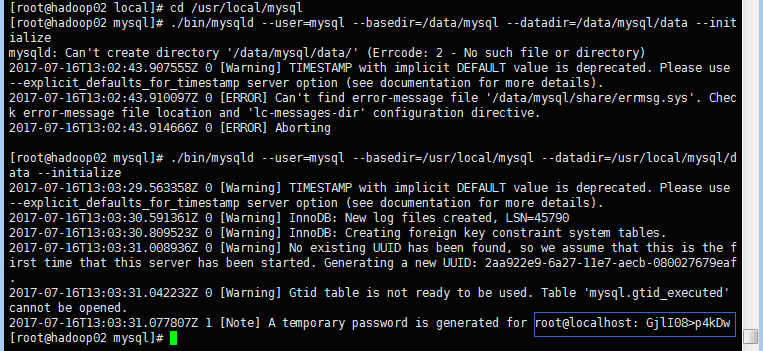 [root@hadoop02 local]# cd /usr/local/mysql
[root@hadoop02 mysql]# ./bin/mysqld --user=mysql --basedir=/data/mysql --datadir=/data/mysql/data --init
ialize
mysqld: Can't create directory '/data/mysql/data/' (Errcode: 2 - No such file or directory)
2017-07-16T13:02:43.907555Z 0 [Warning] TIMESTAMP with implicit DEFAULT value is deprecated. Please use
--explicit_defaults_for_timestamp server option (see documentation for more details).
2017-07-16T13:02:43.910097Z 0 [ERROR] Can't find error-message file '/data/mysql/share/errmsg.sys'. Chec
k error-message file location and 'lc-messages-dir' configuration directive.
2017-07-16T13:02:43.914666Z 0 [ERROR] Aborting
[root@hadoop02 mysql]# ./bin/mysqld --user=mysql --basedir=/usr/local/mysql --datadir=/usr/local/mysql/d
ata --initialize
2017-07-16T13:03:29.563358Z 0 [Warning] TIMESTAMP with implicit DEFAULT value is deprecated. Please use
--explicit_defaults_for_timestamp server option (see documentation for more details).
2017-07-16T13:03:30.591361Z 0 [Warning] InnoDB: New log files created, LSN=45790
2017-07-16T13:03:30.809523Z 0 [Warning] InnoDB: Creating foreign key constraint system tables.
2017-07-16T13:03:31.008936Z 0 [Warning] No existing UUID has been found, so we assume that this is the f
irst time that this server has been started. Generating a new UUID: 2aa922e9-6a27-11e7-aecb-080027679eaf
.
2017-07-16T13:03:31.042232Z 0 [Warning] Gtid table is not ready to be used. Table 'mysql.gtid_executed'
cannot be opened.
2017-07-16T13:03:31.077807Z 1 [Note] A temporary password is generated for root@localhost: GjlI08>p4kDw
[root@hadoop02 mysql]#